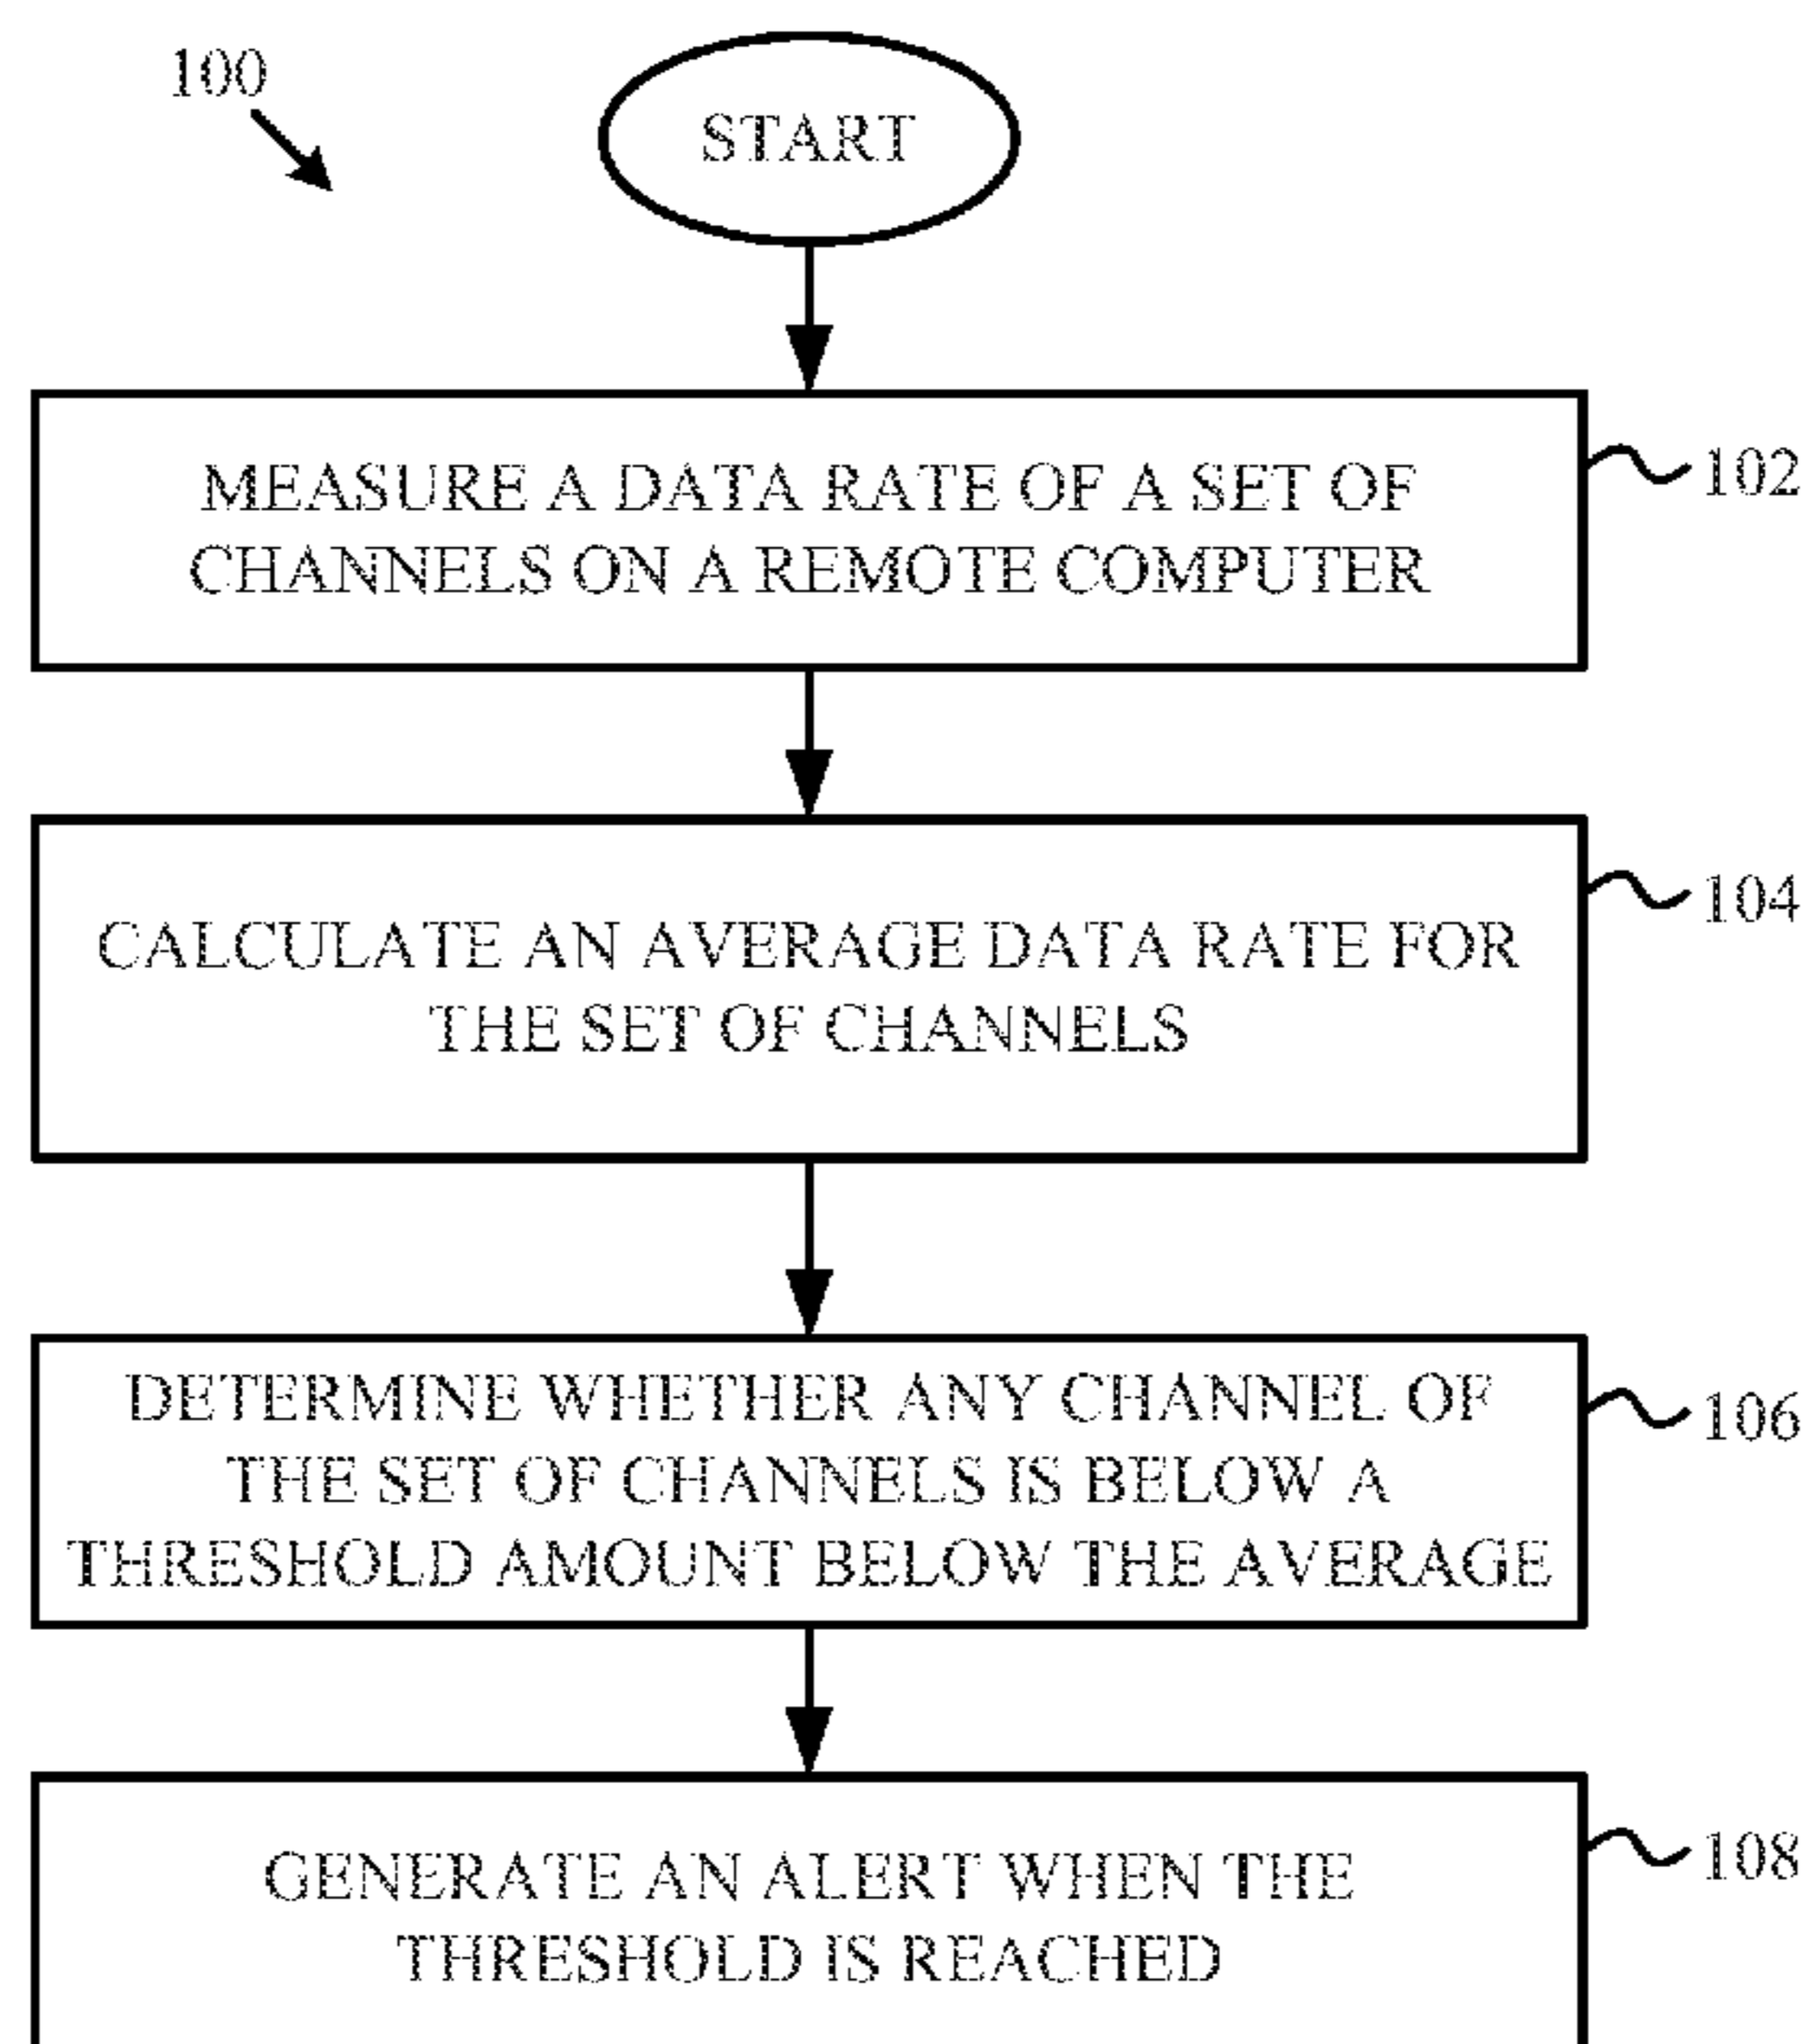 100
START
MEASURE A DATA RATE OF A SET OF
CHANNELS ON A REMOTE COMPUTER
102
CALCULATE AN AVERAGE DATA RATE FOR
THE SET OF CHANNELS
104
DETERMINE WHETHER ANY CHANNEL OF
THE SET OF CHANNELS IS BELOW A
THRESHOLD AMOUNT BELOW THE AVERAGE
106
GENERATE AN ALERT WHEN THE
THRESHOLD IS REACHED
108